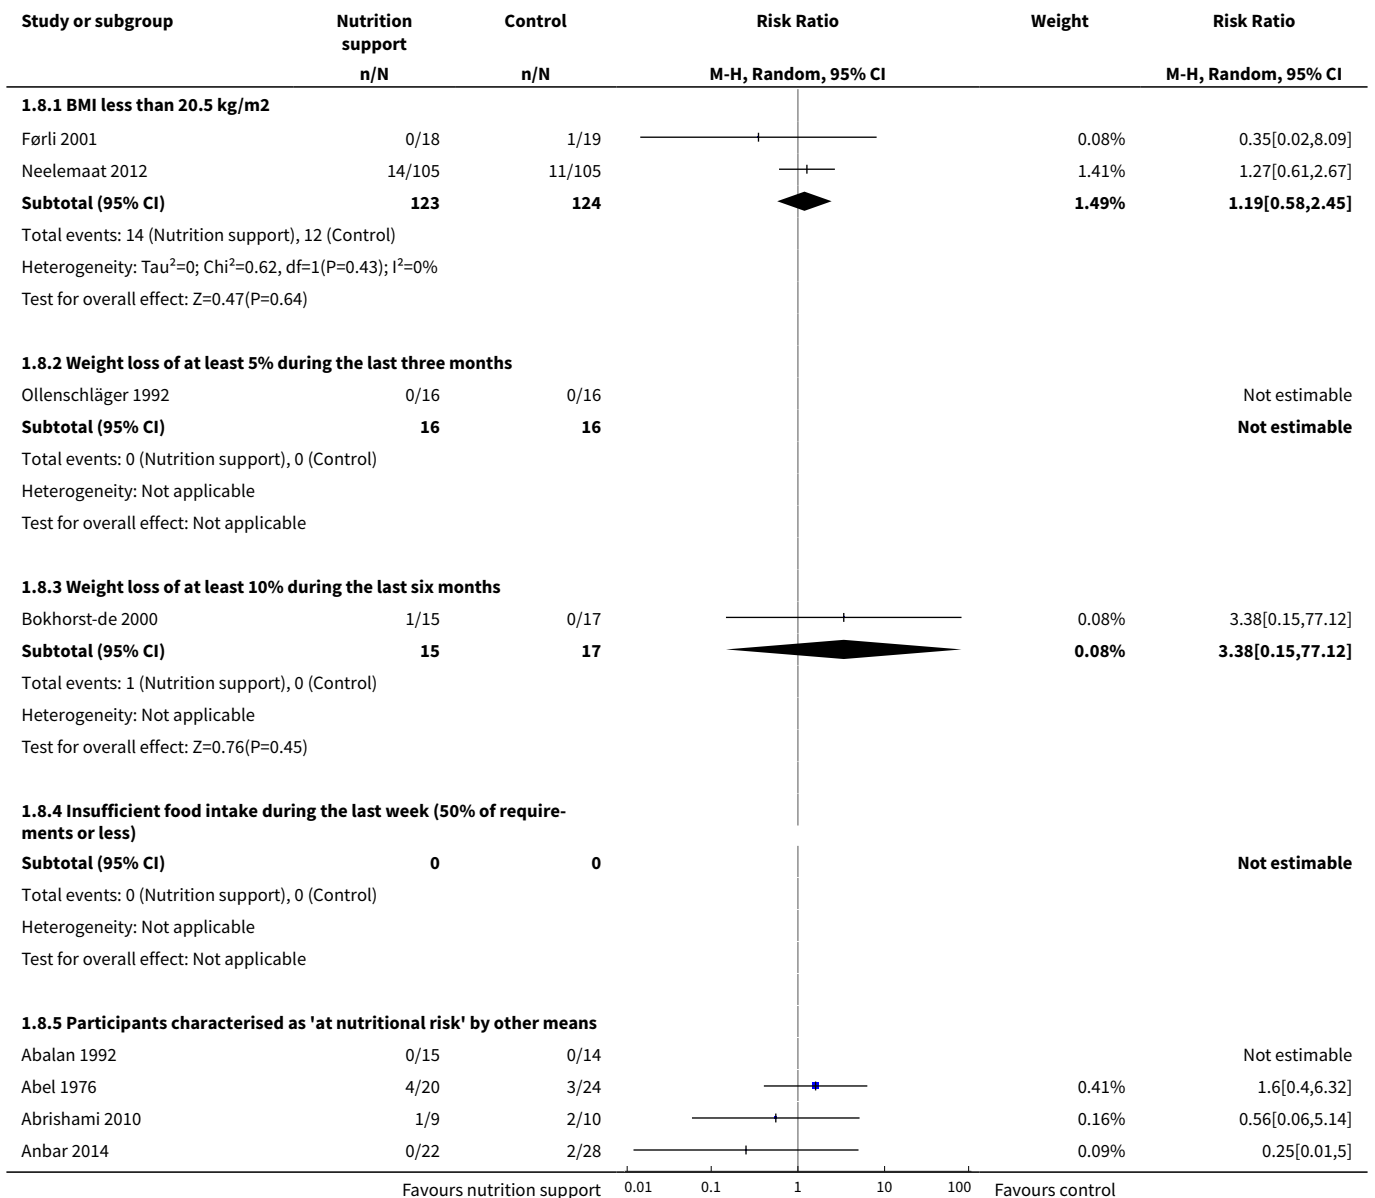 Study or subgroup Nutrition support Control Risk Ratio Weight Risk Ratio
n/N n/N M-H, Random, 95% CI M-H, Random, 95% CI
1.8.1 BMI less than 20.5 kg/m2
Førli 2001 0/18 1/19 0.08% 0.35[0.02,8.09]
Neelemaat 2012 14/105 11/105 1.41% 1.27[0.61,2.67]
Subtotal (95% CI) 123 124 1.49% 1.19[0.58,2.45]
Total events: 14 (Nutrition support), 12 (Control)
Heterogeneity: Tau²=0; Chi²=0.62, df=1(P=0.43); I²=0%
Test for overall effect: Z=0.47(P=0.64)
1.8.2 Weight loss of at least 5% during the last three months
Ollenschläger 1992 0/16 0/16 Not estimable
Subtotal (95% CI) 16 16 Not estimable
Total events: 0 (Nutrition support), 0 (Control)
Heterogeneity: Not applicable
Test for overall effect: Not applicable
1.8.3 Weight loss of at least 10% during the last six months
Bokhorst-de 2000 1/15 0/17 0.08% 3.38[0.15,77.12]
Subtotal (95% CI) 15 17 0.08% 3.38[0.15,77.12]
Total events: 1 (Nutrition support), 0 (Control)
Heterogeneity: Not applicable
Test for overall effect: Z=0.76(P=0.45)
1.8.4 Insufficient food intake during the last week (50% of require-
ments or less)
Subtotal (95% CI) 0 0 Not estimable
Total events: 0 (Nutrition support), 0 (Control)
Heterogeneity: Not applicable
Test for overall effect: Not applicable
1.8.5 Participants characterised as 'at nutritional risk' by other means
Abalan 1992 0/15 0/14 Not estimable
Abel 1976 4/20 3/24 0.41% 1.6[0.4,6.32]
Abrishami 2010 1/9 2/10 0.16% 0.56[0.06,5.14]
Anbar 2014 0/22 2/28 0.09% 0.25[0.01,5]
Favours nutrition support 0.01 0.1 1 10 100 Favours control